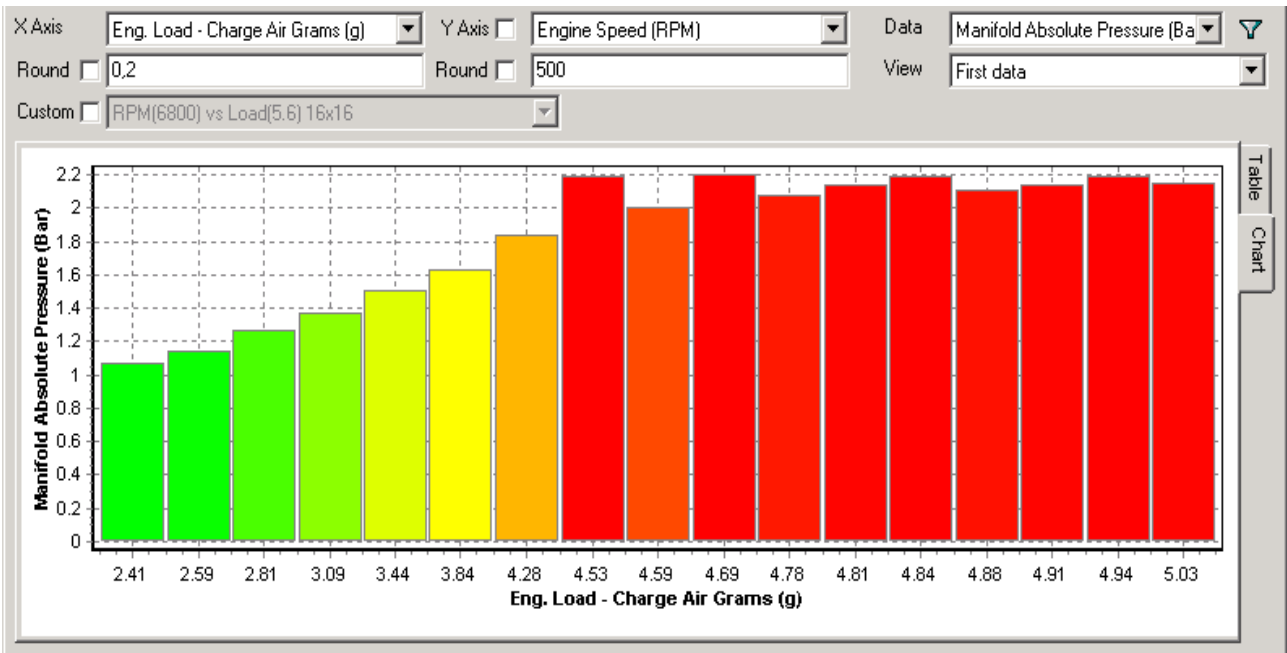 X Axis Eng. Load - Charge Air Grams (g) Y Axis Engine Speed (RPM) Data Manifold Absolute Pressure (Ba
Round 0,2 Round 500 View First data
Custom RPM(6800) vs Load(5.6) 16x16
Table
Chart
Manifold Absolute Pressure (Bar)
2.2
2
1.8
1.6
1.4
1.2
1
0.8
0.6
0.4
0.2
0
2.41 2.59 2.81 3.09 3.44 3.84 4.28 4.53 4.59 4.69 4.78 4.81 4.84 4.88 4.91 4.94 5.03
Eng. Load - Charge Air Grams (g)